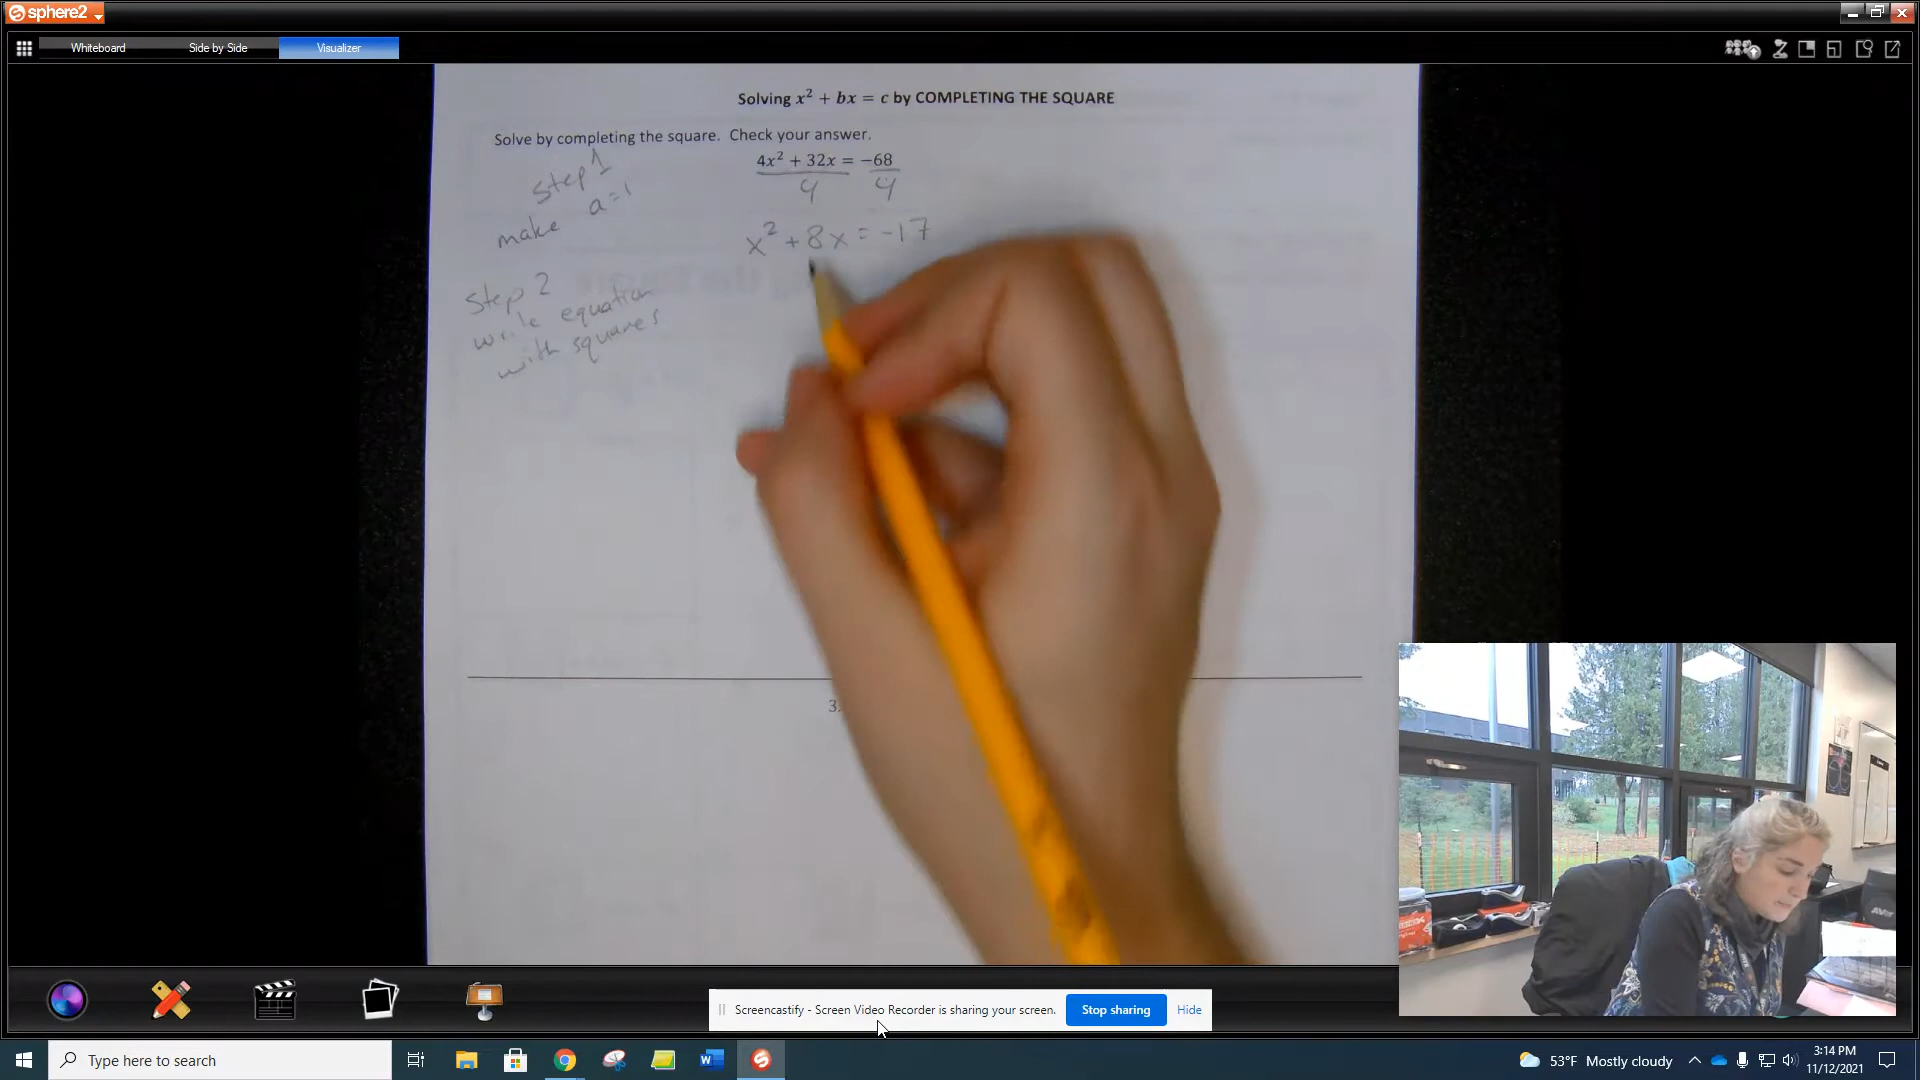 sphere2
Whiteboard
Side by Side
Visualizer
Solving x² + bx = c by COMPLETING THE SQUARE
Solve by completing the square. Check your answer.
4x² + 32x = -68
4 4
Step 1
make a=1
x² + 8x = -17
Step 2
write equation
with squares
3
AVer
Screencastify - Screen Video Recorder is sharing your screen.
Stop sharing
Hide
Type here to search
53°F Mostly cloudy
3:14 PM
11/12/2021